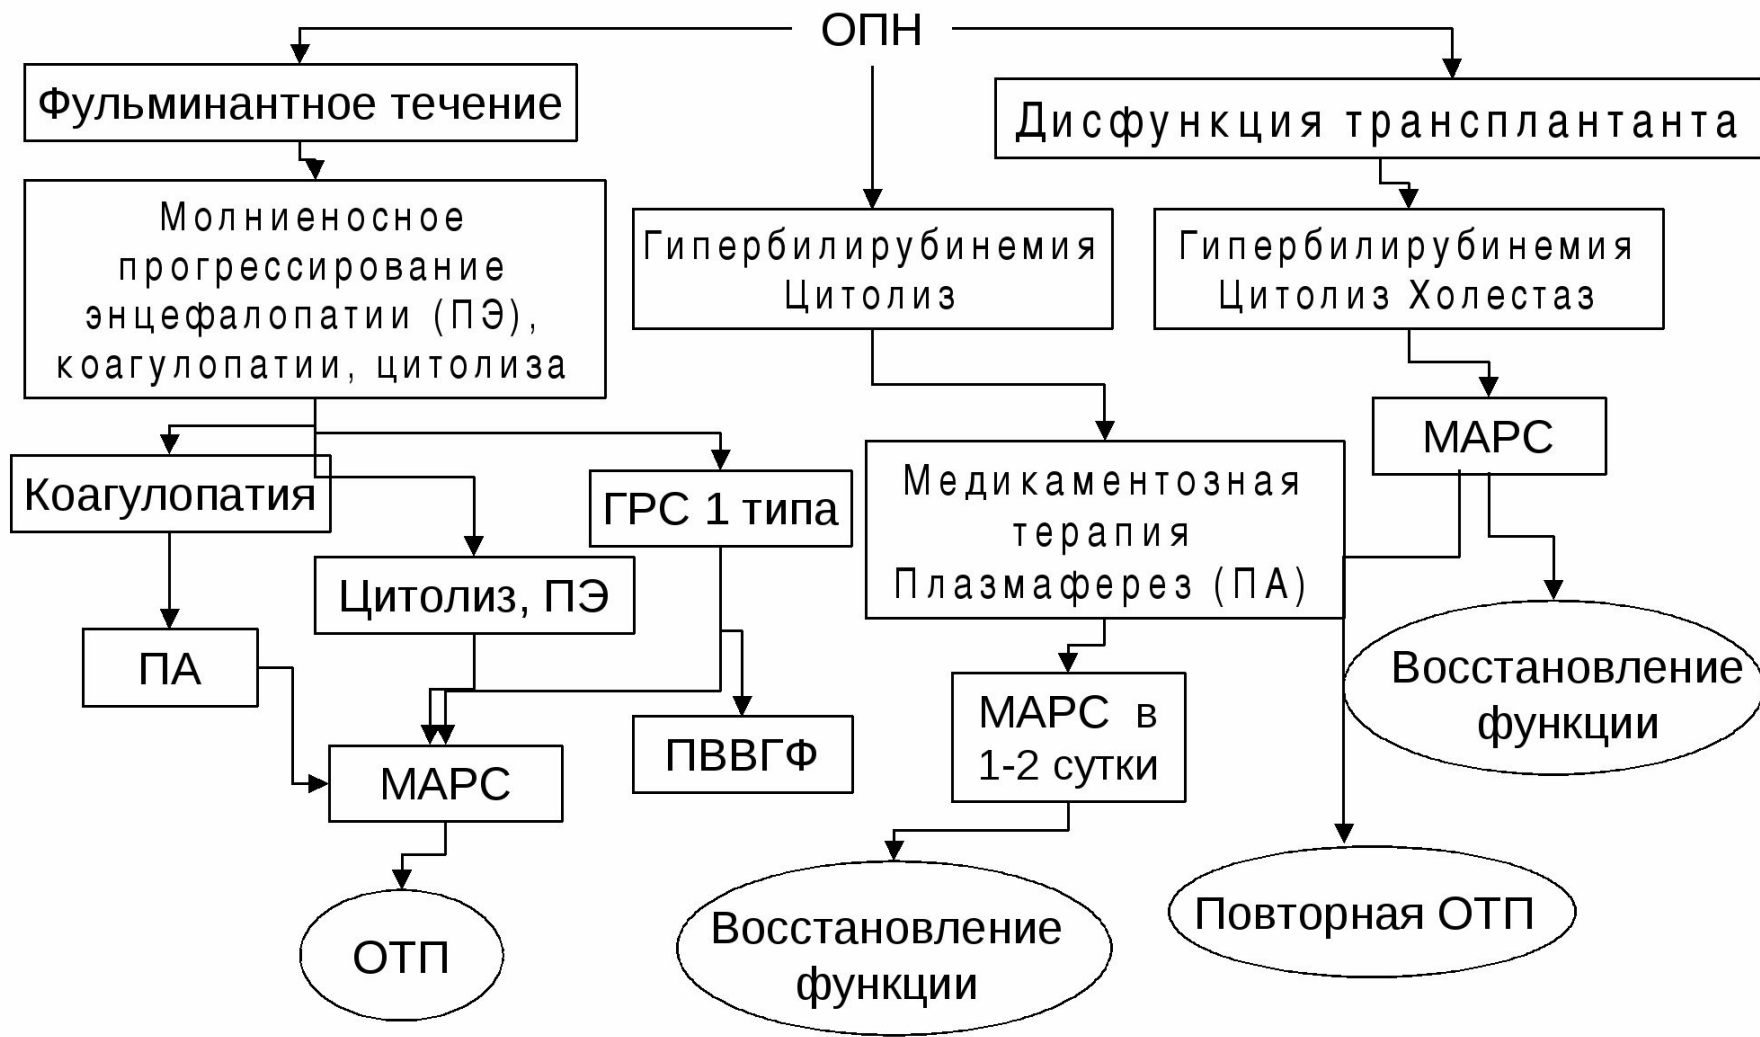 ОПН
Фульминантное течение
Дисфункция трансплантанта
Молниеносное
прогрессирование
энцефалопатии (ПЭ),
коагулопатии, цитолиза
Гипербилирубинемия
Цитолиз
Гипербилирубинемия
Цитолиз Холестаз
МАРС
Коагулопатия
ГРС 1 типа
Медикаментозная
терапия
Плазмаферез (ПА)
Цитолиз, ПЭ
ПА
МАРС
ПВВГФ
МАРС в
1-2 сутки
Восстановление
функции
ОТП
Восстановление
функции
Повторная ОТП